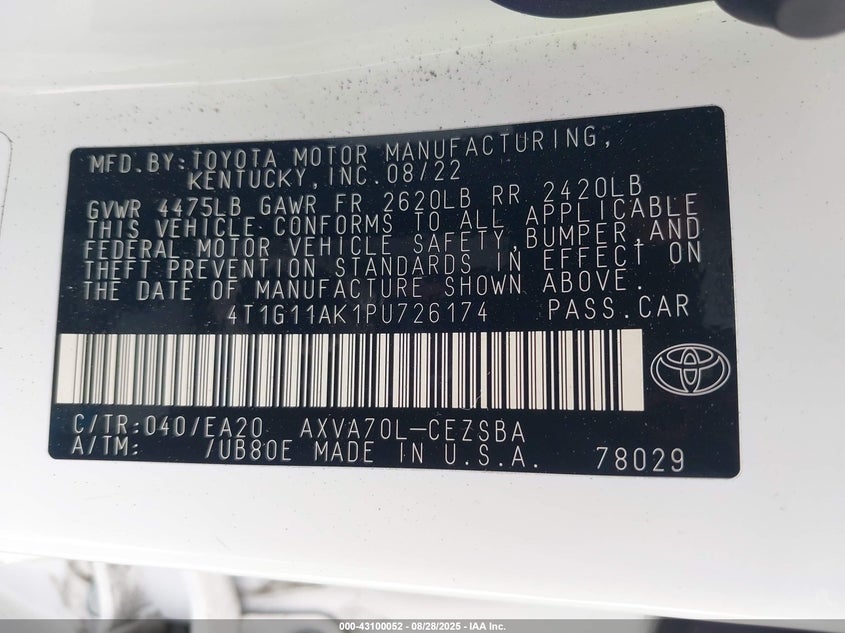 MFD.BY:TOYOTA MOTOR MANUFACTURING,
KENTUCKY,INC.08/22
GVWR 4475LB GAWR FR 2620LB RR 2420LB
THIS VEHICLE CONFORMS TO ALL APPLICABLE
FEDERAL MOTOR VEHICLE SAFETY,BUMPER,AND
THEFT PREVENTION STANDARDS IN EFFECT ON
THE DATE OF MANUFACTURE SHOWN ABOVE.
4T1G11AK1PU726174 PASS.CAR
C/TR:040/EA20 AXVA70L-CEZSBA
A/TM: /UB80E MADE IN U.S.A. 78029
000-43100052 - 08/28/2025 - IAA Inc.